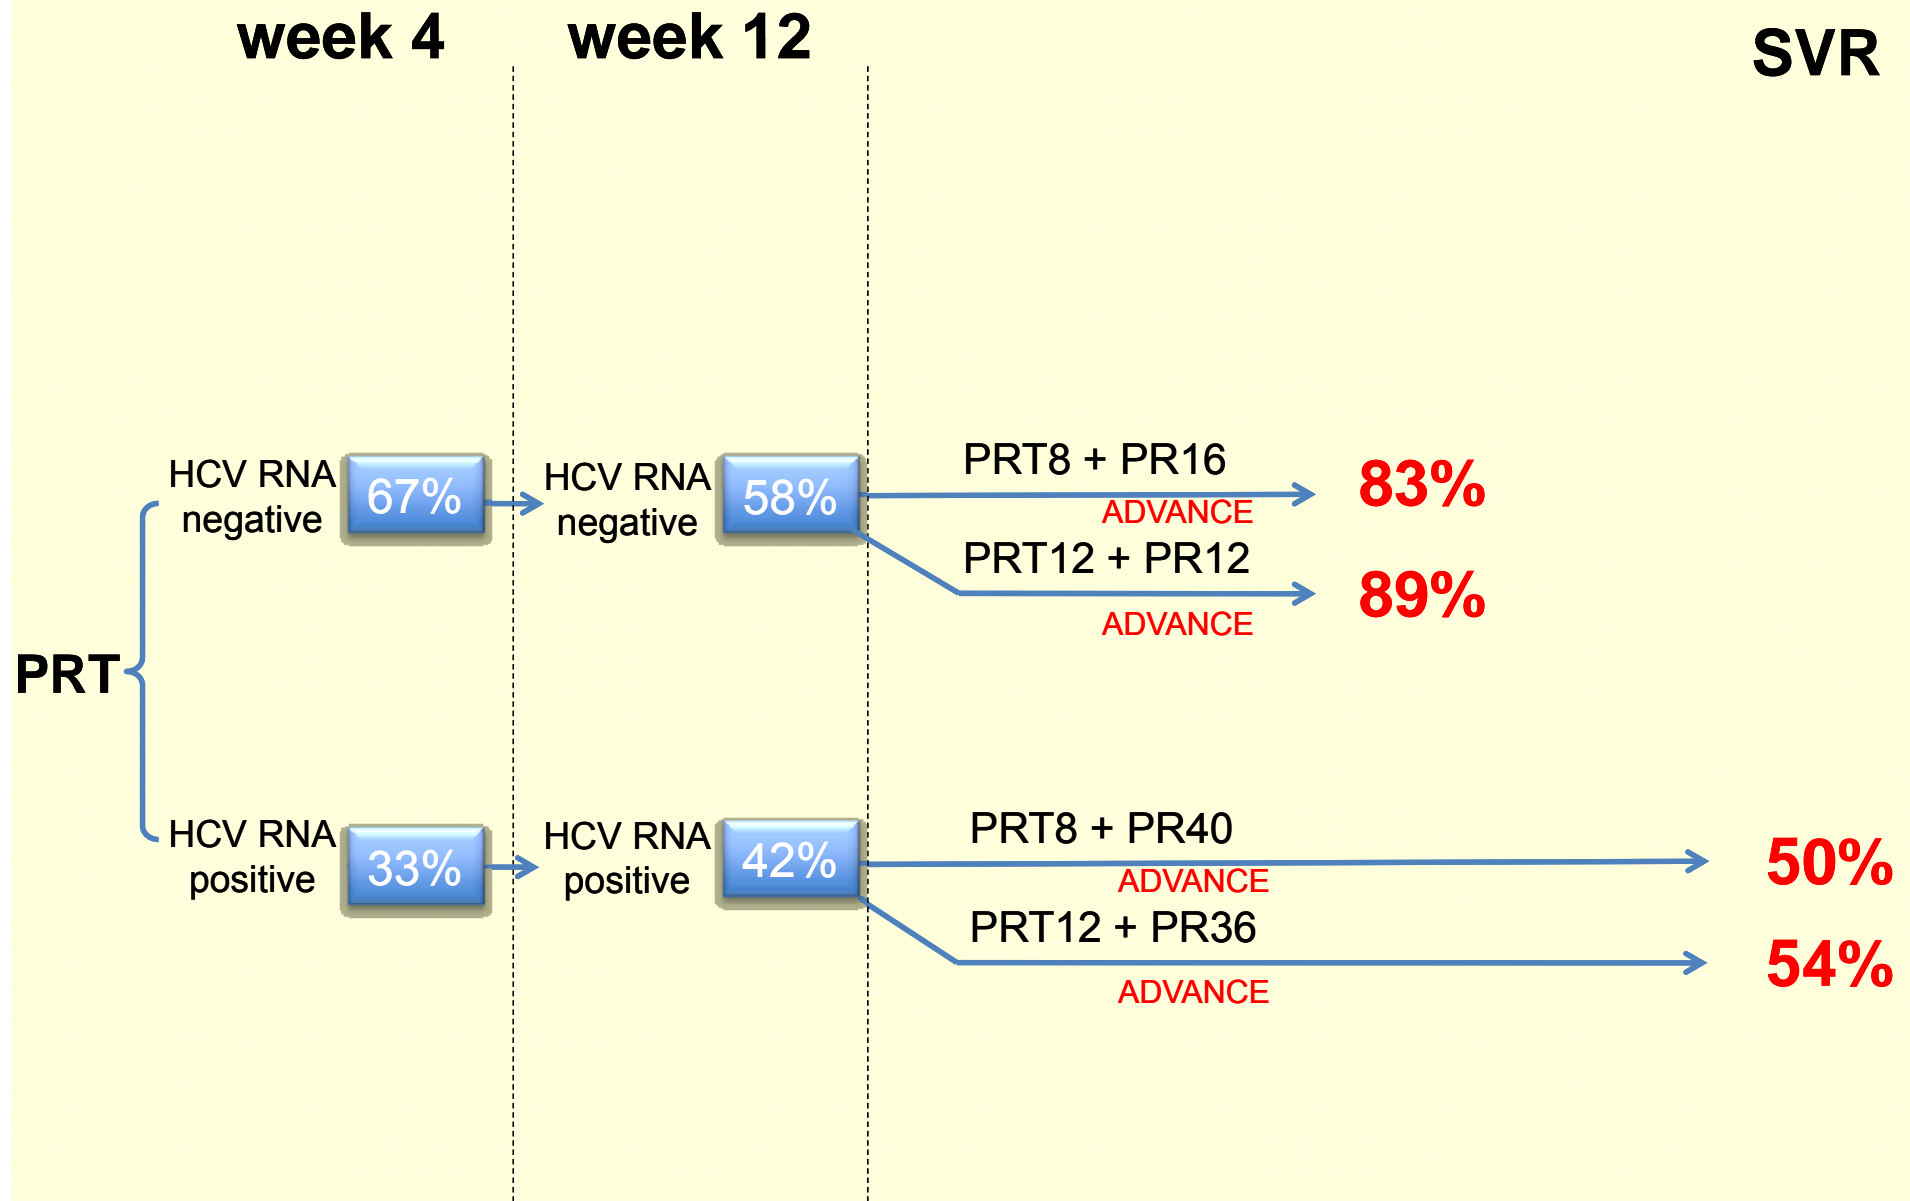 week 4
week 12
SVR
HCV RNA
negative
67%
HCV RNA
negative
58%
PRT8 + PR16
ADVANCE
83%
PRT12 + PR12
ADVANCE
89%
PRT
HCV RNA
positive
33%
HCV RNA
positive
42%
PRT8 + PR40
ADVANCE
50%
PRT12 + PR36
ADVANCE
54%